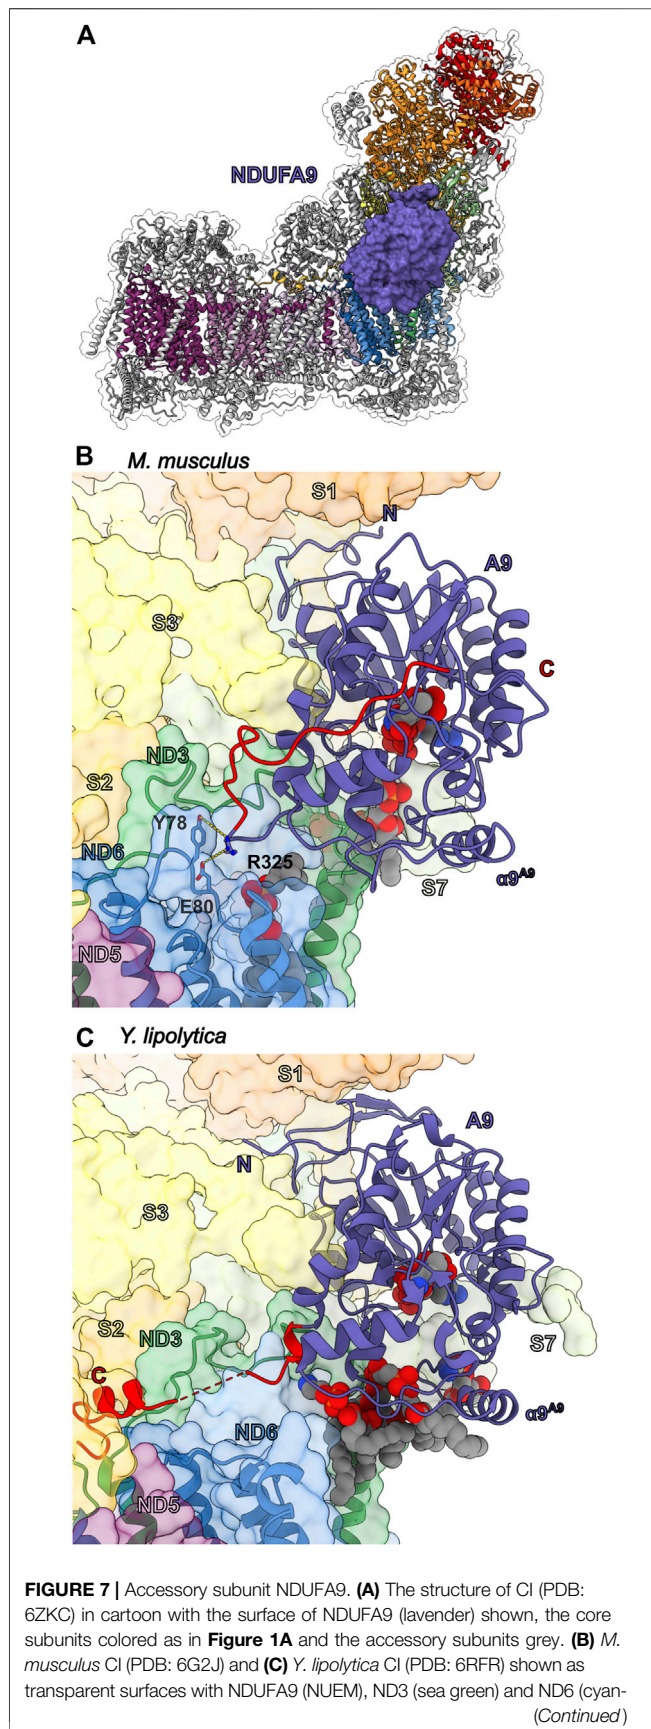 A
NDUFA9
B M. musculus
S1
N
A9
S3
C
ND3
S2
Y78
ND6
R325
S7
α9ᴬ⁹
E80
ND5
C Y. lipolytica
S1
A9
N
S3
S7
S2
ND3
C
α9ᴬ⁹
ND6
ND5
FIGURE 7 | Accessory subunit NDUFA9. (A) The structure of CI (PDB:
6ZKC) in cartoon with the surface of NDUFA9 (lavender) shown, the core
subunits colored as in Figure 1A and the accessory subunits grey. (B) M.
musculus CI (PDB: 6G2J) and (C) Y. lipolytica CI (PDB: 6RFR) shown as
transparent surfaces with NDUFA9 (NUEM), ND3 (sea green) and ND6 (cyan-
(Continued)